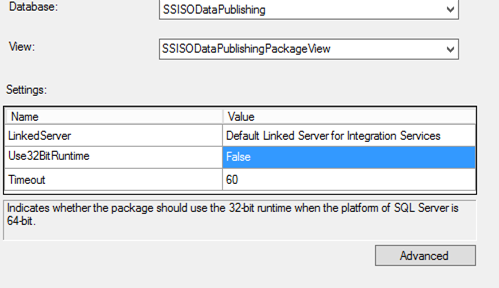 Database: SSISODataPublishing
View: SSISODataPublishingPackageView
Settings:
Name Value
LinkedServer Default Linked Server for Integration Services
Use32BitRuntime False
Timeout 60
Indicates whether the package should use the 32-bit runtime when the platform of SQL Server is
64-bit.
Advanced